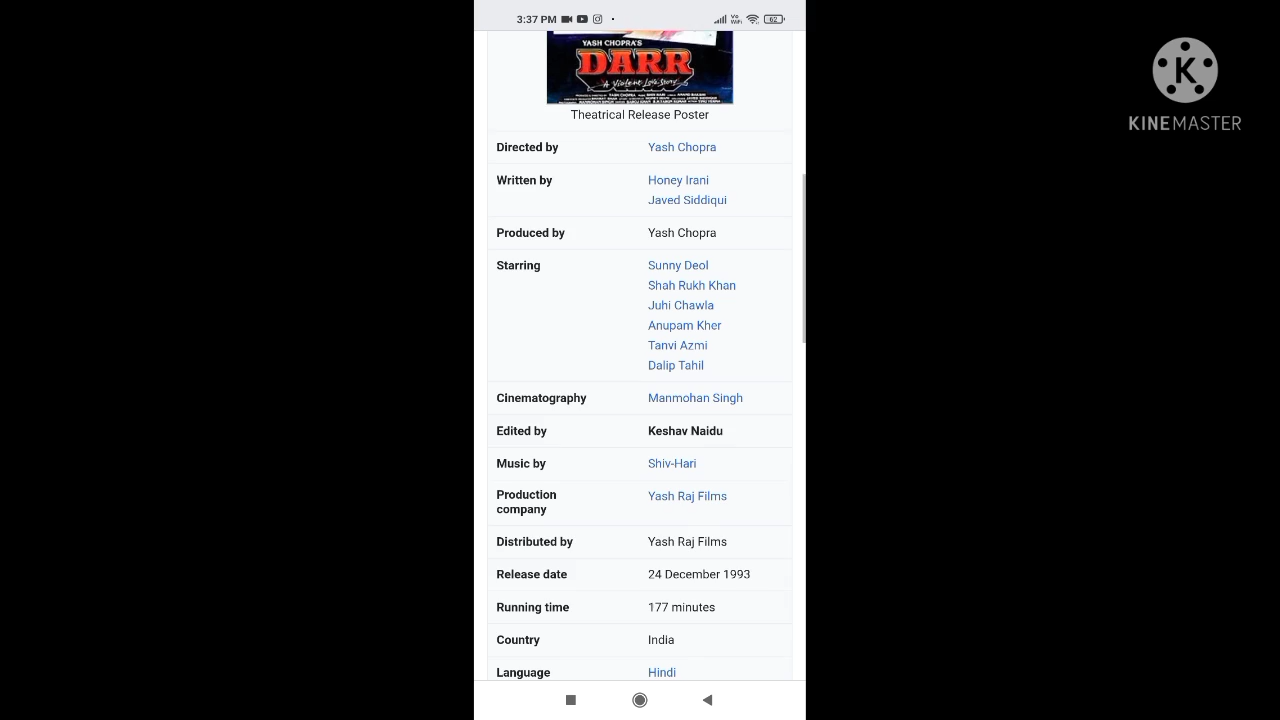 3:37 PM
Vo
WiFi
62
YASH CHOPRA'S
DARR
A Violent Love Story
Theatrical Release Poster
Directed by Yash Chopra
Written by Honey Irani
Javed Siddiqui
Produced by Yash Chopra
Starring Sunny Deol
Shah Rukh Khan
Juhi Chawla
Anupam Kher
Tanvi Azmi
Dalip Tahil
Cinematography Manmohan Singh
Edited by Keshav Naidu
Music by Shiv-Hari
Production
company
Yash Raj Films
Distributed by Yash Raj Films
Release date 24 December 1993
Running time 177 minutes
Country India
Language Hindi
K
KINEMASTER